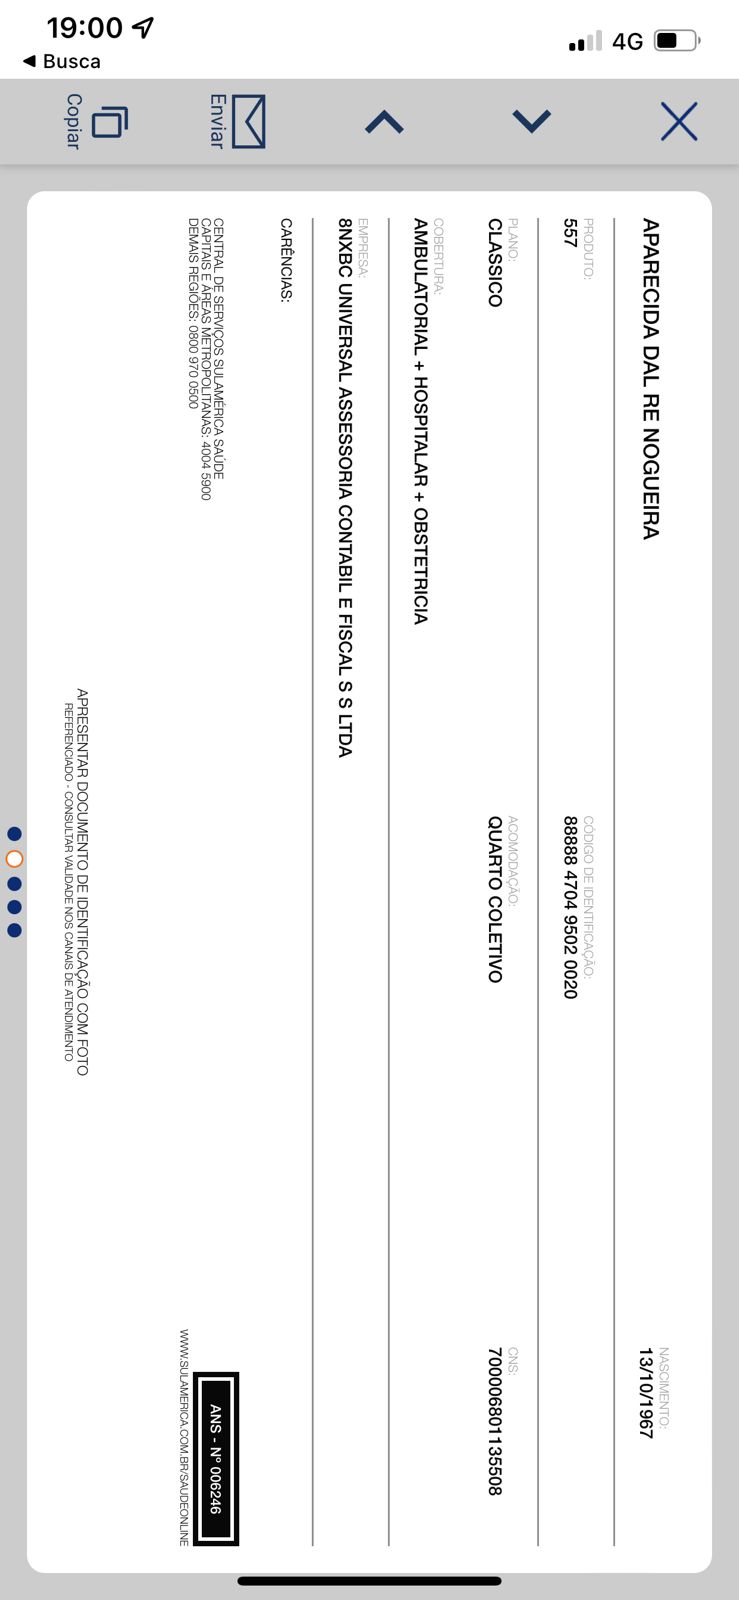 19:00
4G
Busca
Copiar
Enviar
APARECIDA DAL RE NOGUEIRA
NASCIMENTO:
13/10/1967
PRODUTO:
557
CÓDIGO DE IDENTIFICAÇÃO:
88888 4704 9502 0020
PLANO:
CLASSICO
ACOMODAÇÃO:
QUARTO COLETIVO
CNS:
700006801135508
COBERTURA:
AMBULATORIAL + HOSPITALAR + OBSTETRICIA
EMPRESA:
8NXBC UNIVERSAL ASSESSORIA CONTABIL E FISCAL S S LTDA
CARÊNCIAS:
CENTRAL DE SERVIÇOS SULAMÉRICA SAÚDE
CAPITAIS E ÁREAS METROPOLITANAS: 4004 5900
DEMAIS REGIÕES: 0800 970 0500
ANS - Nº 006246
WWW.SULAMERICA.COM.BR/SAUDEONLINE
APRESENTAR DOCUMENTO DE IDENTIFICAÇÃO COM FOTO
REFERENCIADO - CONSULTAR VALIDADE NOS CANAIS DE ATENDIMENTO